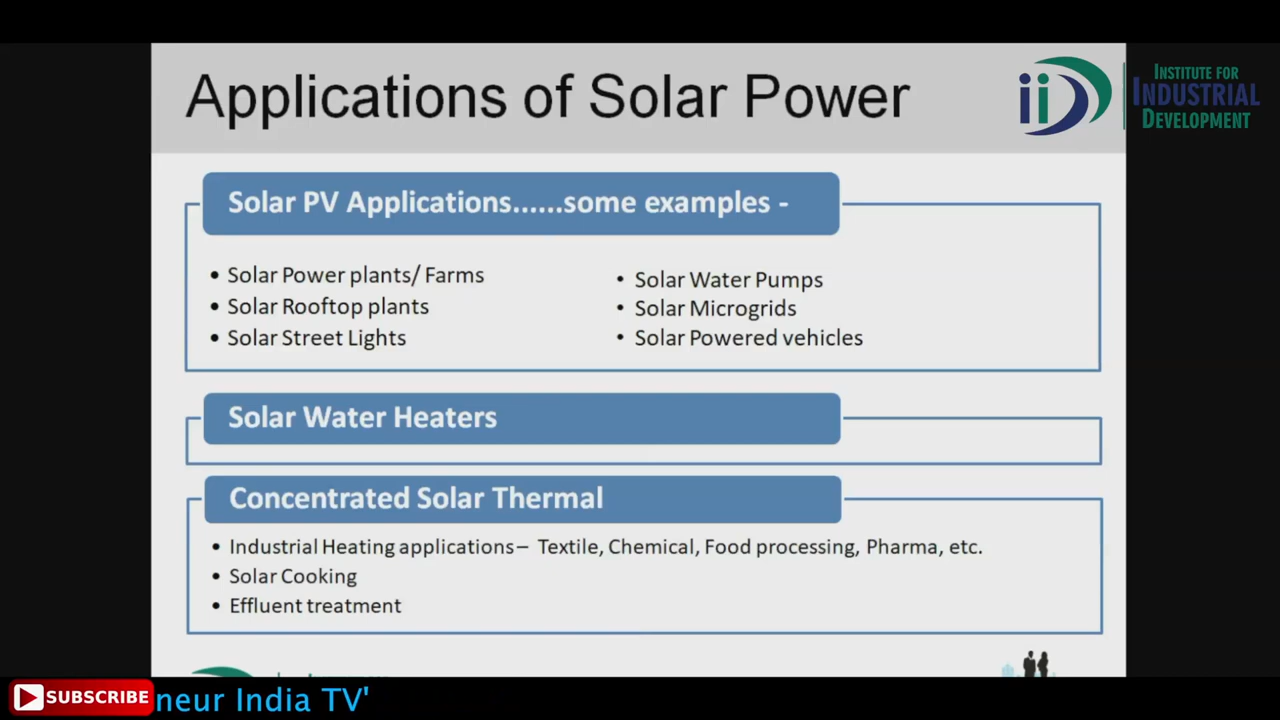 Applications of Solar Power
INSTITUTE FOR
INDUSTRIAL
DEVELOPMENT
Solar PV Applications......some examples -
• Solar Power plants/ Farms
• Solar Rooftop plants
• Solar Street Lights
• Solar Water Pumps
• Solar Microgrids
• Solar Powered vehicles
Solar Water Heaters
Concentrated Solar Thermal
• Industrial Heating applications – Textile, Chemical, Food processing, Pharma, etc.
• Solar Cooking
• Effluent treatment
SUBSCRIBE
neur India TV'